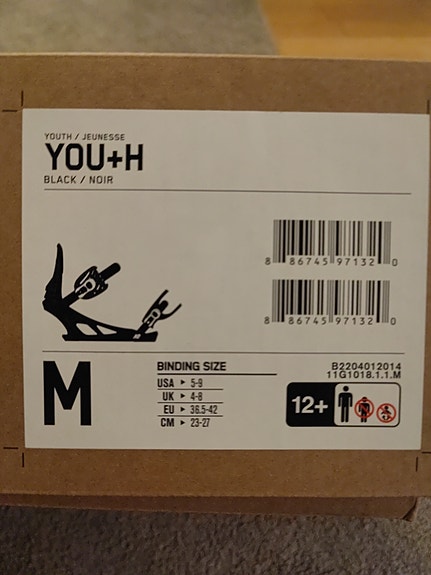 YOUTH / JEUNESSE
YOU+H
BLACK / NOIR
8 86745 97132 0
8 86745 97132 0
M
BINDING SIZE
USA ▸ 5-9
UK ▸ 4-8
EU ▸ 36.5-42
CM ▸ 23-27
B2204012014
11G1018.1.1.M
12+